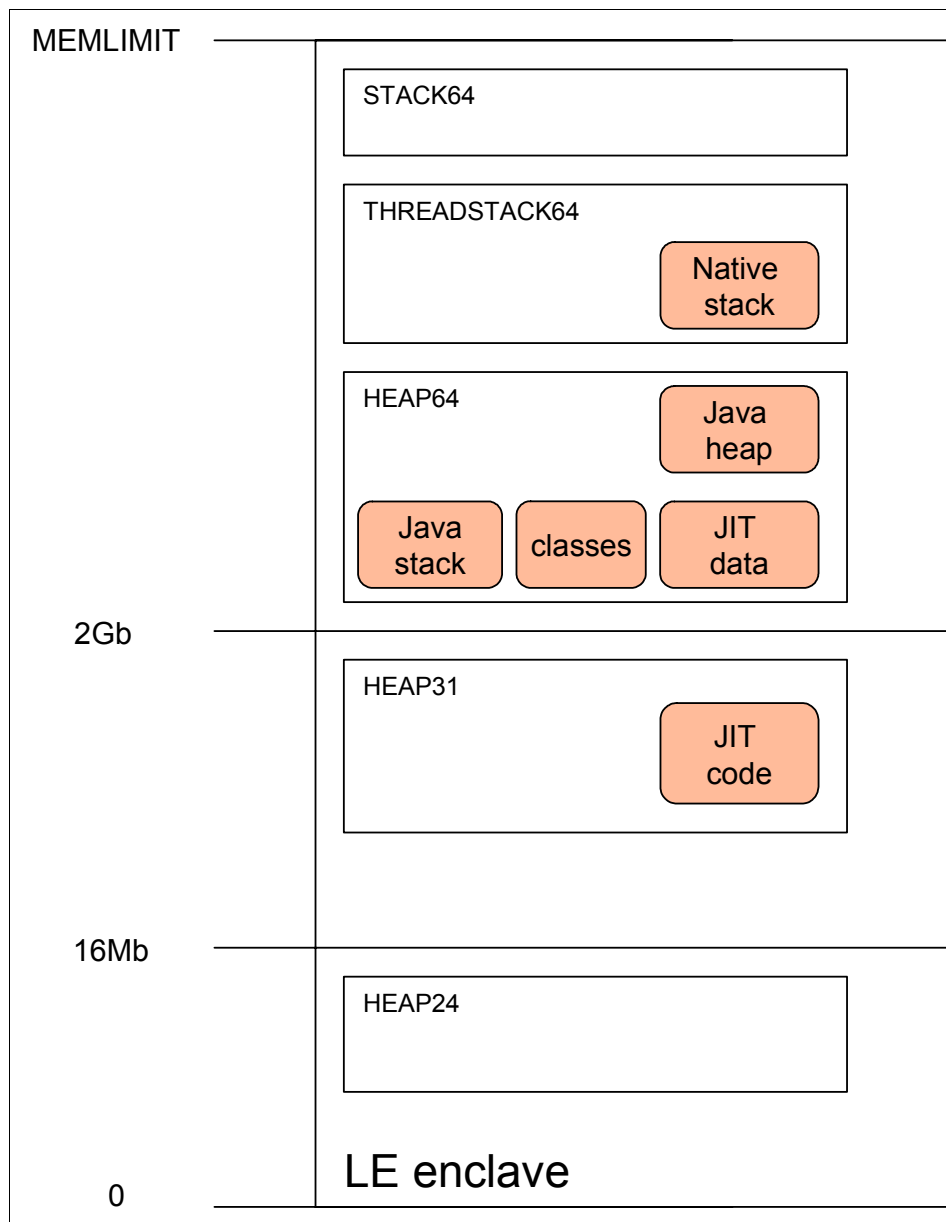 MEMLIMIT
STACK64
THREADSTACK64
Native
stack
HEAP64
Java
heap
Java
stack
classes
JIT
data
2Gb
HEAP31
JIT
code
16Mb
HEAP24
LE enclave
0